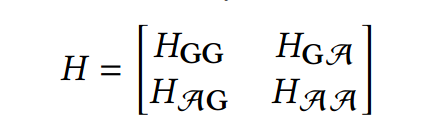 H = [ H_GG H_G𝒜
H_𝒜G H_𝒜𝒜 ]